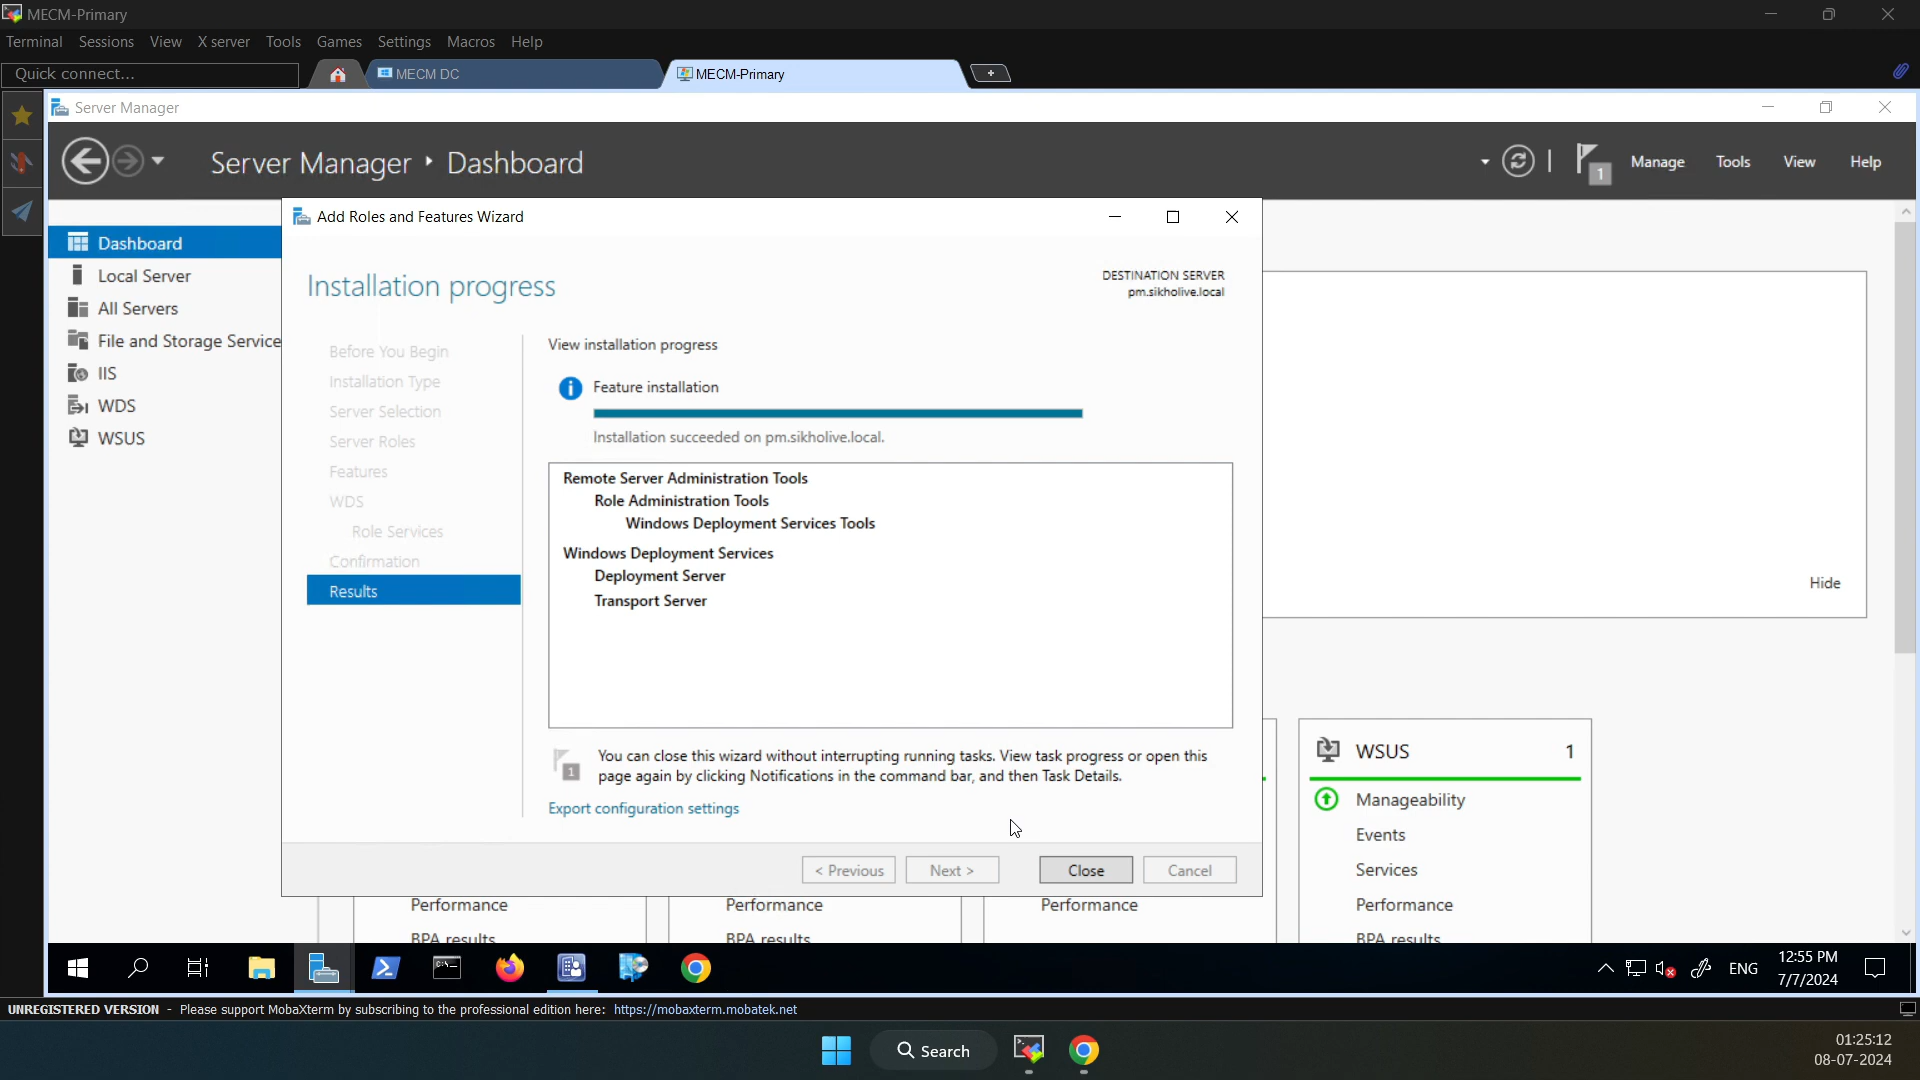 MECM-Primary
Terminal Sessions View X server Tools Games Settings Macros Help
Quick connect...
MECM DC
MECM-Primary
Server Manager
Server Manager • Dashboard
1
Manage Tools View Help
Dashboard
Local Server
All Servers
File and Storage Service
IIS
WDS
WSUS
Add Roles and Features Wizard
Installation progress
DESTINATION SERVER
pm.sikholive.local
Before You Begin
Installation Type
Server Selection
Server Roles
Features
WDS
Role Services
Confirmation
Results
View installation progress
Feature installation
Installation succeeded on pm.sikholive.local.
Remote Server Administration Tools
Role Administration Tools
Windows Deployment Services Tools
Windows Deployment Services
Deployment Server
Transport Server
1
You can close this wizard without interrupting running tasks. View task progress or open this
page again by clicking Notifications in the command bar, and then Task Details.
Export configuration settings
< Previous
Next >
Close
Cancel
Hide
WSUS 1
Manageability
Events
Services
Performance
BPA results
Performance
BPA results
Performance
BPA results
Performance
ENG
12:55 PM
7/7/2024
UNREGISTERED VERSION - Please support MobaXterm by subscribing to the professional edition here: https://mobaxterm.mobatek.net
Search
01:25:12
08-07-2024